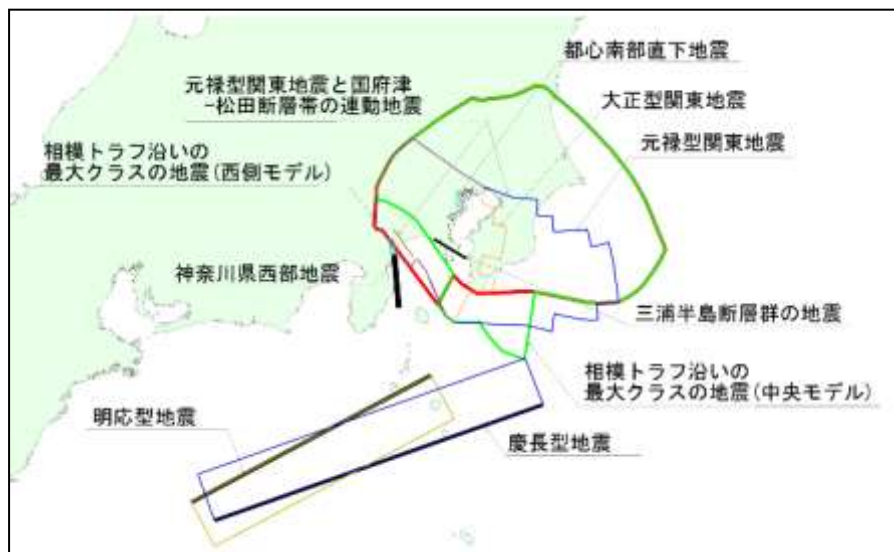 都心南部直下地震
元禄型関東地震と国府津
-松田断層帯の連動地震
大正型関東地震
元禄型関東地震
相模トラフ沿いの
最大クラスの地震(西側モデル)
神奈川県西部地震
三浦半島断層群の地震
相模トラフ沿いの
最大クラスの地震(中央モデル)
明応型地震
慶長型地震